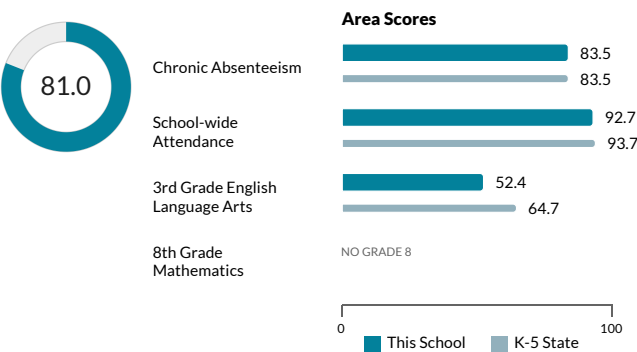 Area Scores
81.0
Chronic Absenteeism
83.5
83.5
School-wide
Attendance
92.7
93.7
3rd Grade English
Language Arts
52.4
64.7
8th Grade
Mathematics
NO GRADE 8
0
100
This School
K-5 State